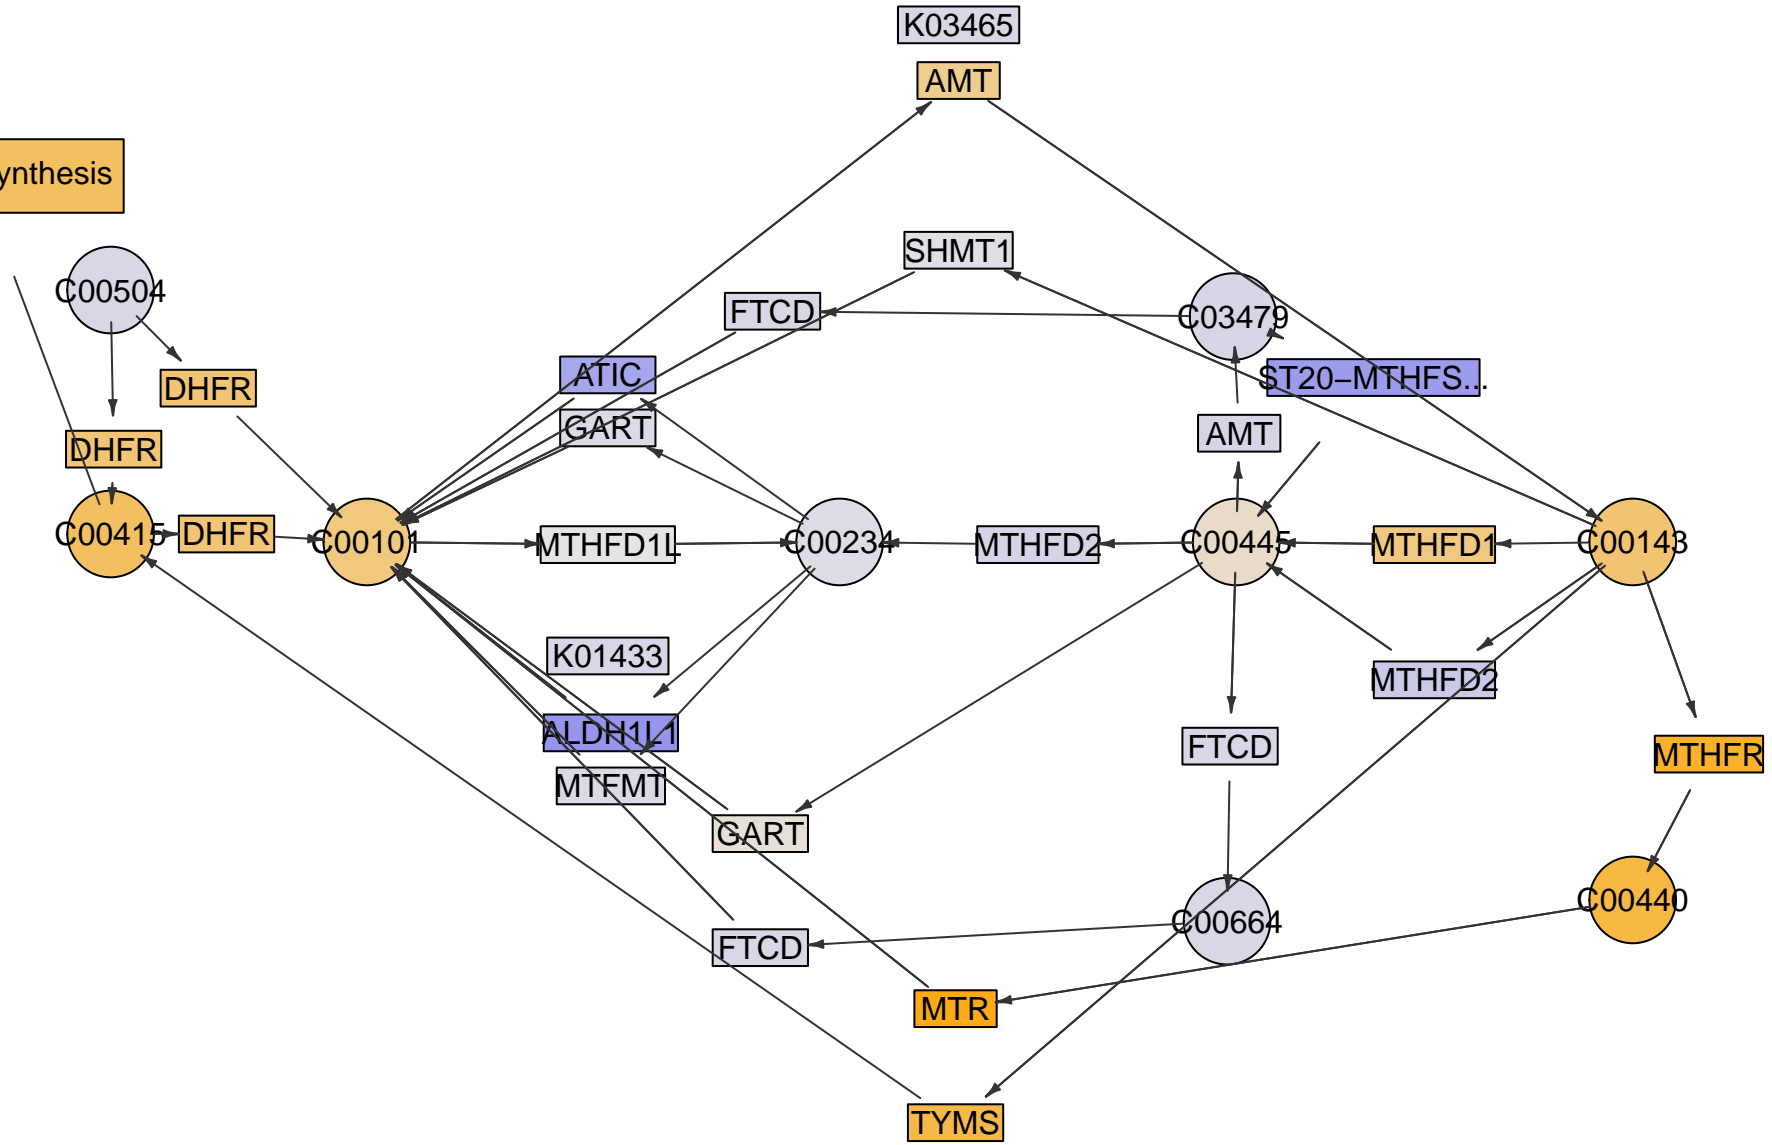 K03465
AMT
ynthesis
SHMT1
C00504
FTCD
C03479
ATIC
ST20−MTHFS...
DHFR
GART
AMT
DHFR
C00415
DHFR
C00101
MTHFD1L
C00234
MTHFD2
C00445
MTHFD1
C00143
K01433
MTHFD2
ALDH1L1
FTCD
MTHFR
MTFMT
GART
C00440
C00664
FTCD
MTR
TYMS